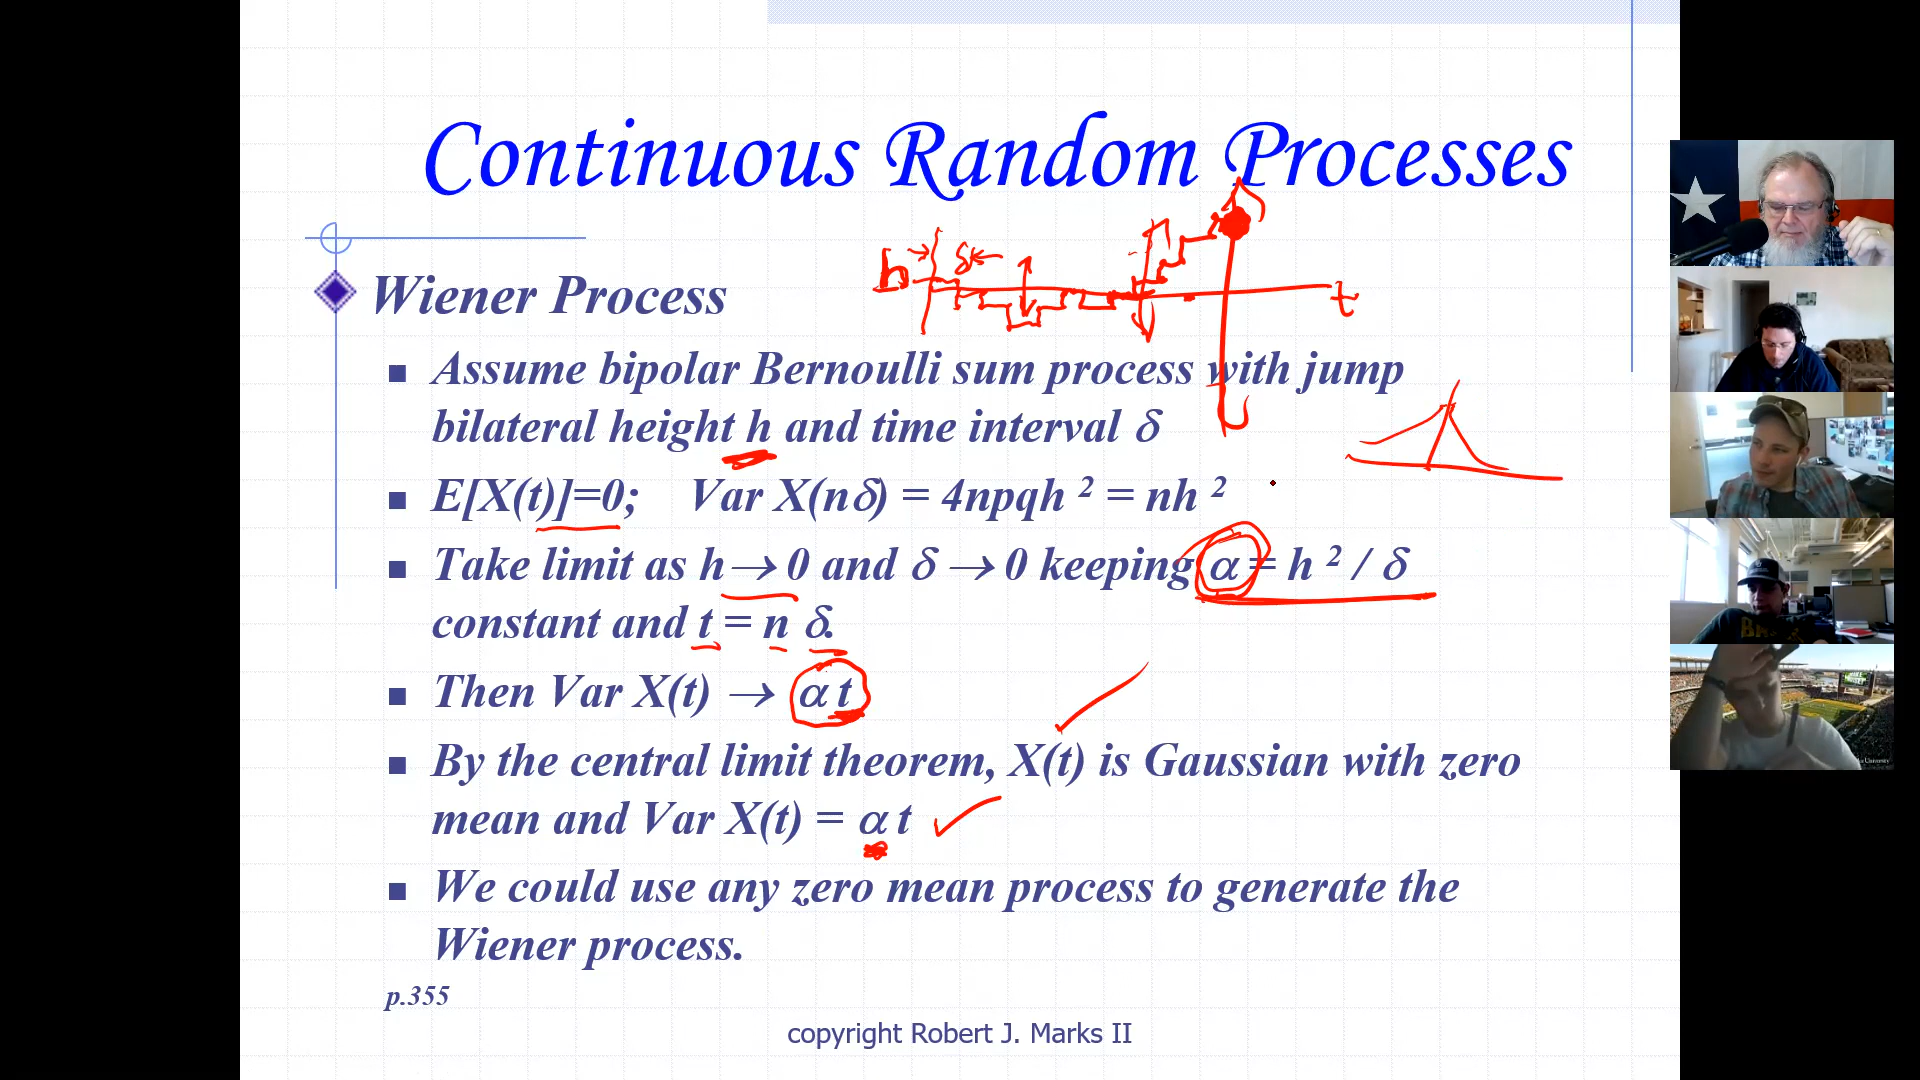 Continuous Random Processes
h
δ
t
Wiener Process
Assume bipolar Bernoulli sum process with jump
bilateral height h and time interval δ
E[X(t)]=0; Var X(nδ) = 4npqh ² = nh ²
Take limit as h→ 0 and δ → 0 keeping α = h ² / δ
constant and t = n δ.
Then Var X(t) → α t
By the central limit theorem, X(t) is Gaussian with zero
mean and Var X(t) = α t
We could use any zero mean process to generate the
Wiener process.
p.355
copyright Robert J. Marks II